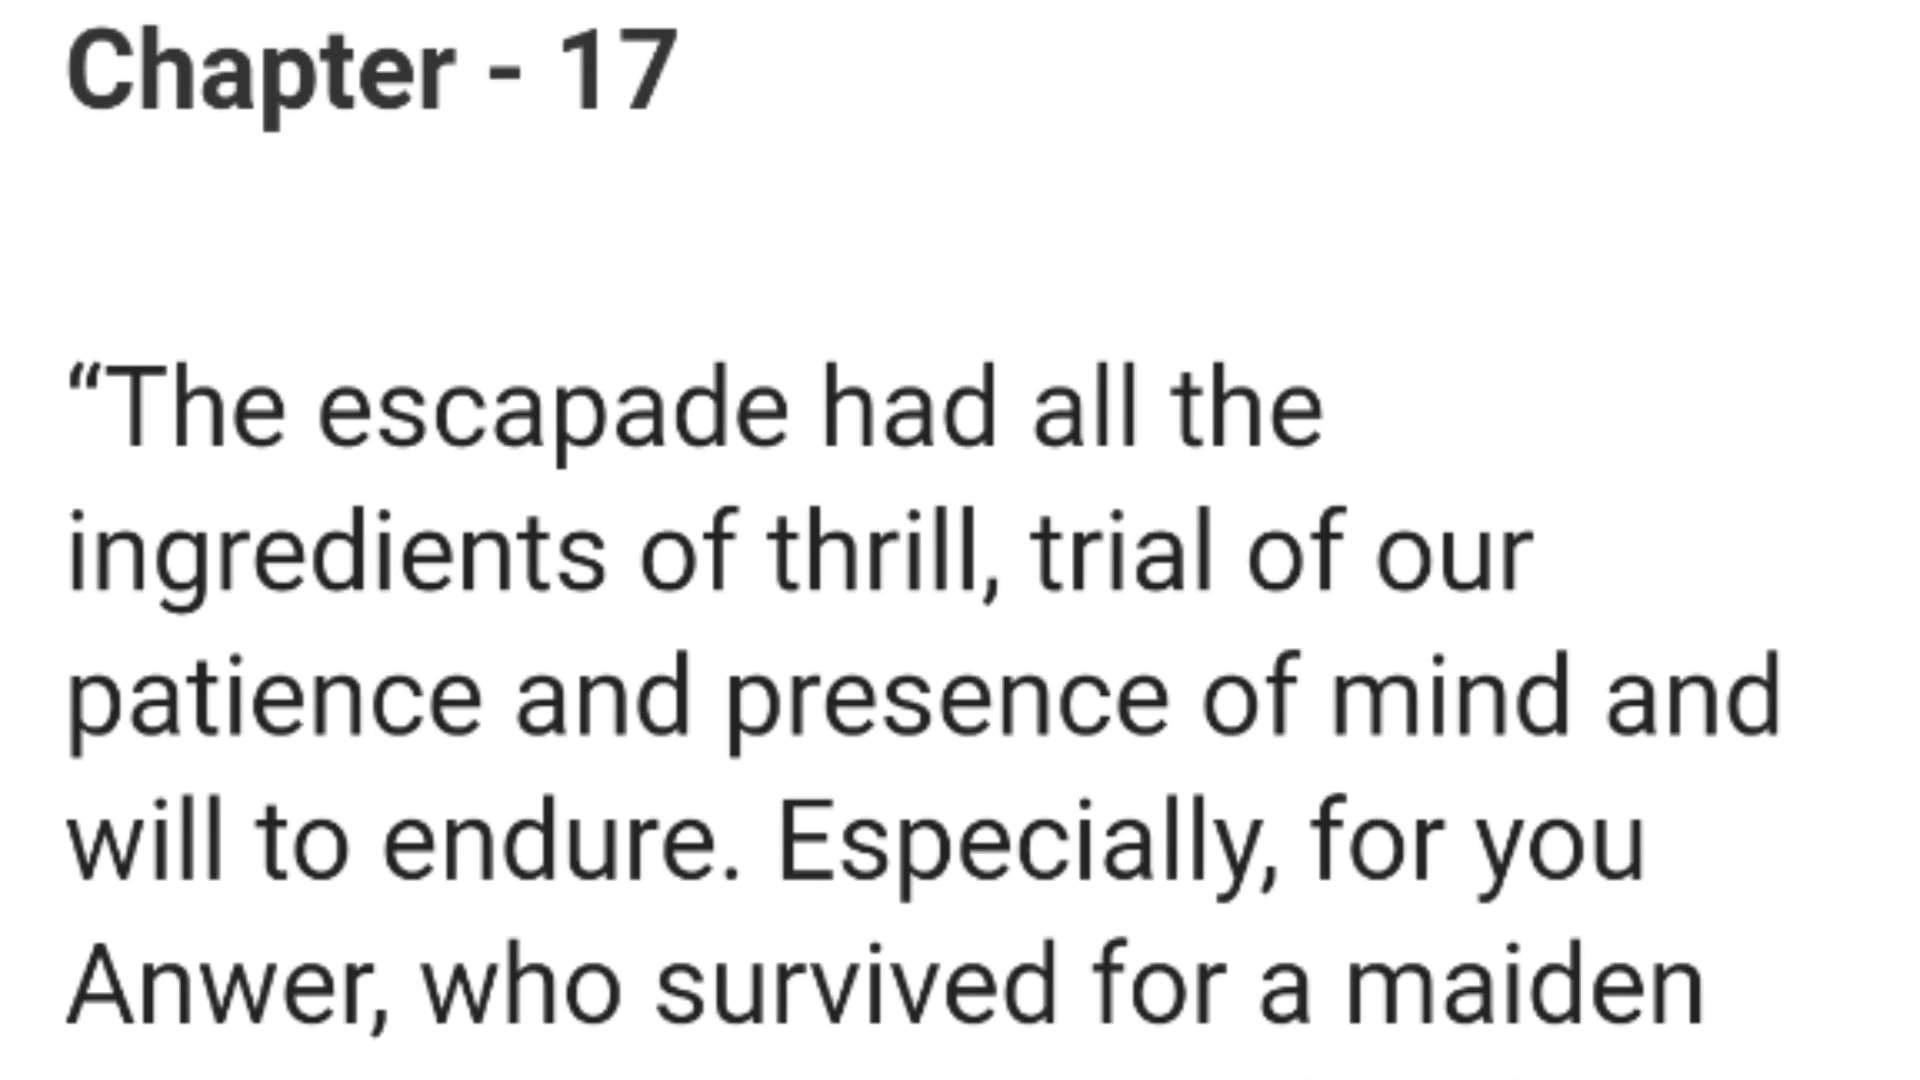 Chapter - 17
“The escapade had all the
ingredients of thrill, trial of our
patience and presence of mind and
will to endure. Especially, for you
Anwer, who survived for a maiden